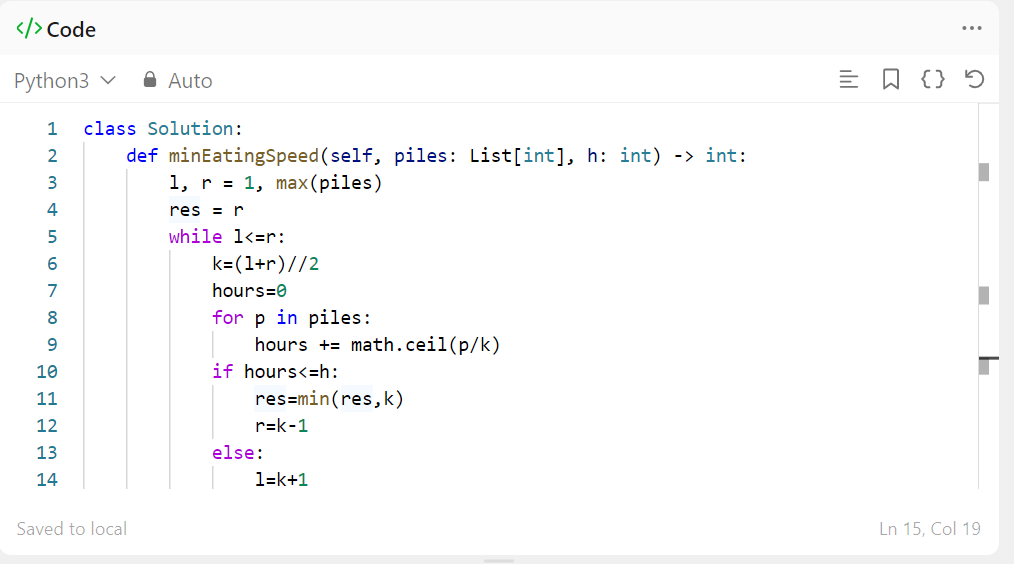 </> Code
Python3 Auto
1 class Solution:
2     def minEatingSpeed(self, piles: List[int], h: int) -> int:
3         l, r = 1, max(piles)
4         res = r
5         while l<=r:
6             k=(l+r)//2
7             hours=0
8             for p in piles:
9                 hours += math.ceil(p/k)
10             if hours<=h:
11                 res=min(res,k)
12                 r=k-1
13             else:
14                 l=k+1
Saved to local Ln 15, Col 19